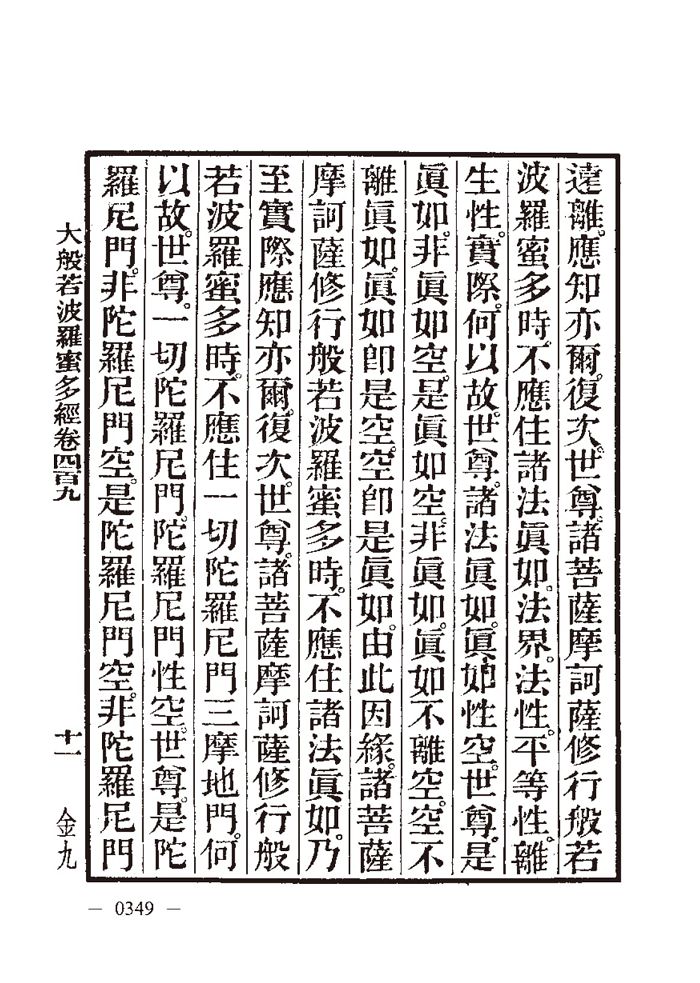 遠離。應知亦爾。復次。世尊。諸菩薩摩訶薩修行般若
波羅蜜多時。不應住諸法眞如。法界。法性。平等性。離
生性。實際。何以故。世尊。諸法眞如。眞如性空。世尊。是
眞如。非眞如空。是眞如空。非眞如。眞如不離空。空不
離眞如。眞如卽是空。空卽是眞如。由此因緣。諸菩薩
摩訶薩修行般若波羅蜜多時。不應住諸法眞如。乃
至實際應知亦爾。復次。世尊。諸菩薩摩訶薩修行般
若波羅蜜多時。不應住一切陀羅尼門三摩地門。何
以故。世尊。一切陀羅尼門。陀羅尼門性空。世尊。是陀
羅尼門。非陀羅尼門空。是陀羅尼門空。非陀羅尼門
大般若波羅蜜多經卷四百九
十一
金九
— 0349 —